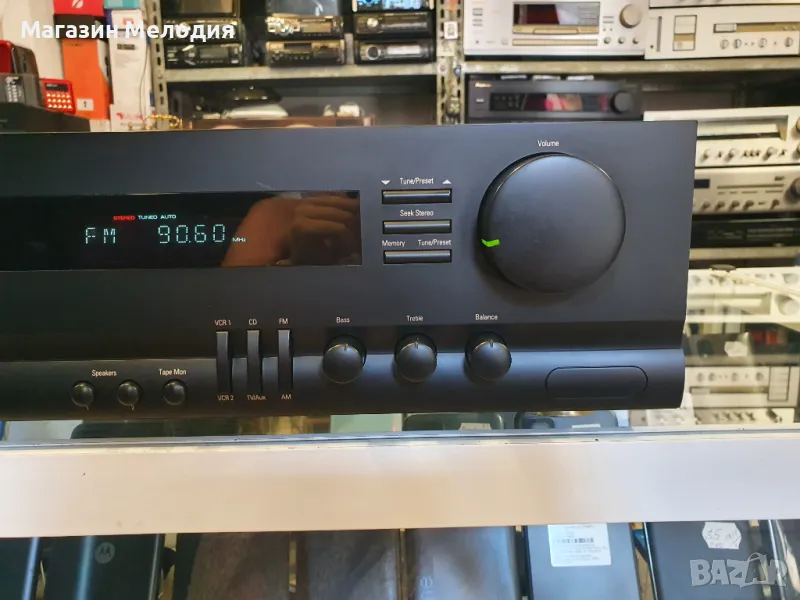 Магазин Мелодия
Volume
Tune/Preset
Seek Stereo
Memory Tune/Preset
STEREO TUNED AUTO
FM 90.60 MHz
VCR 1 CD FM
Bass Treble Balance
Speakers Tape Mon
VCR 2 TV/Aux AM
BAZAR